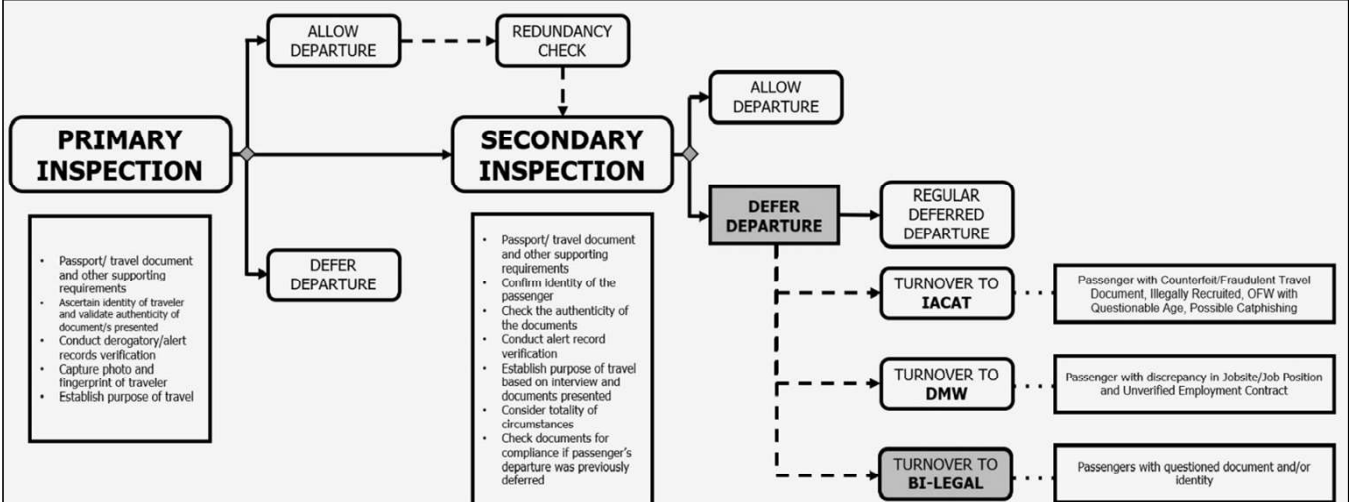 ALLOW
DEPARTURE
REDUNDANCY
CHECK
PRIMARY
INSPECTION
SECONDARY
INSPECTION
ALLOW
DEPARTURE
DEFER
DEPARTURE
REGULAR
DEFERRED
DEPARTURE
DEFER
DEPARTURE
• Passport/ travel document
and other supporting
requirements
• Ascertain identity of traveler
and validate authenticity of
document/s presented
• Conduct derogatory/alert
records verification
• Capture photo and
fingerprint of traveler
• Establish purpose of travel
• Passport/ travel document
and other supporting
requirements
• Confirm identity of the
passenger
• Check the authenticity of
the documents
• Conduct alert record
verification
• Establish purpose of travel
based on interview and
documents presented
• Consider totality of
circumstances
• Check documents for
compliance if passenger's
departure was previously
deferred
TURNOVER TO
IACAT
Passenger with Counterfeit/Fraudulent Travel
Document, Illegally Recruited, OFW with
Questionable Age, Possible Catphishing
TURNOVER TO
DMW
Passenger with discrepancy in Jobsite/Job Position
and Unverified Employment Contract
TURNOVER TO
BI-LEGAL
Passengers with questioned document and/or
identity